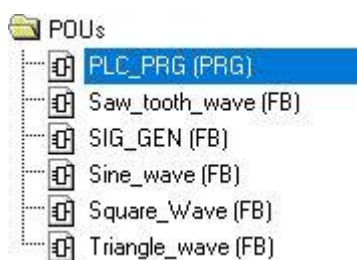 POUs
PLC_PRG (PRG)
Saw_tooth_wave (FB)
SIG_GEN (FB)
Sine_wave (FB)
Square_Wave (FB)
Triangle_wave (FB)